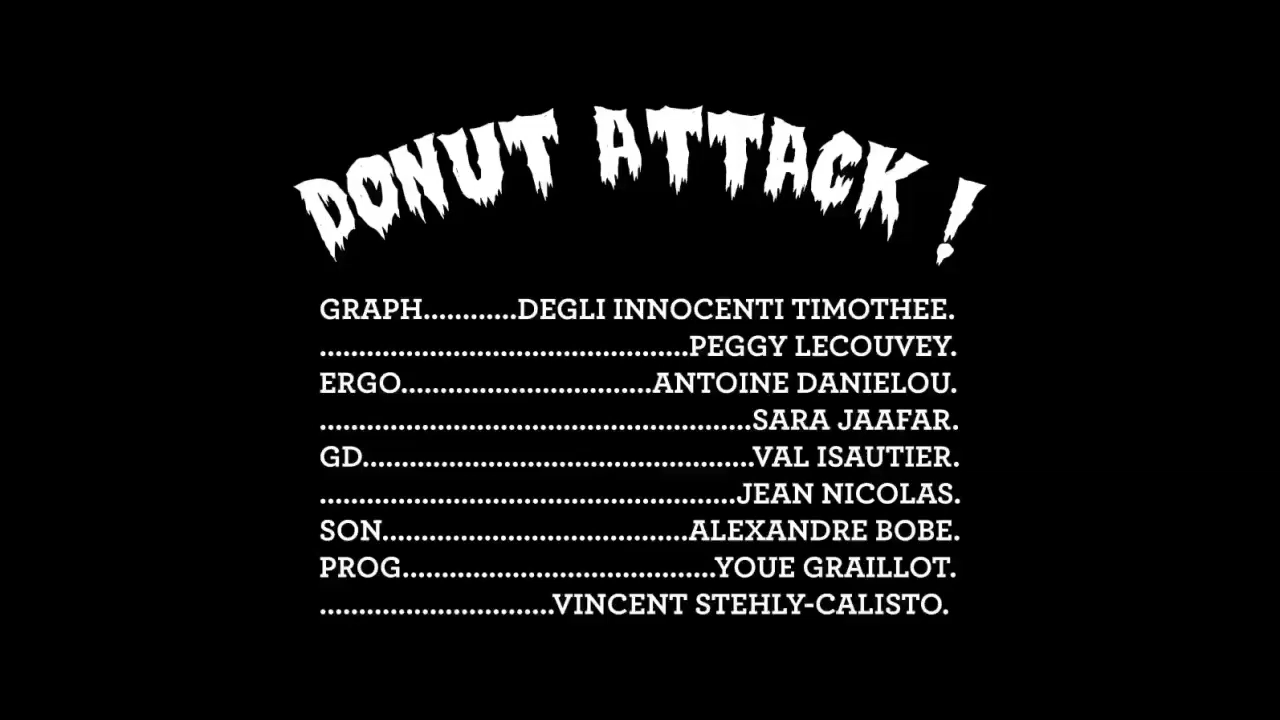 DONUT ATTACK !
GRAPH............DEGLI INNOCENTI TIMOTHEE.
...............................................PEGGY LECOUVEY.
ERGO................................ANTOINE DANIELOU.
.......................................................SARA JAAFAR.
GD..................................................VAL ISAUTIER.
.....................................................JEAN NICOLAS.
SON.......................................ALEXANDRE BOBE.
PROG........................................YOUE GRAILLOT.
..............................VINCENT STEHLY-CALISTO.